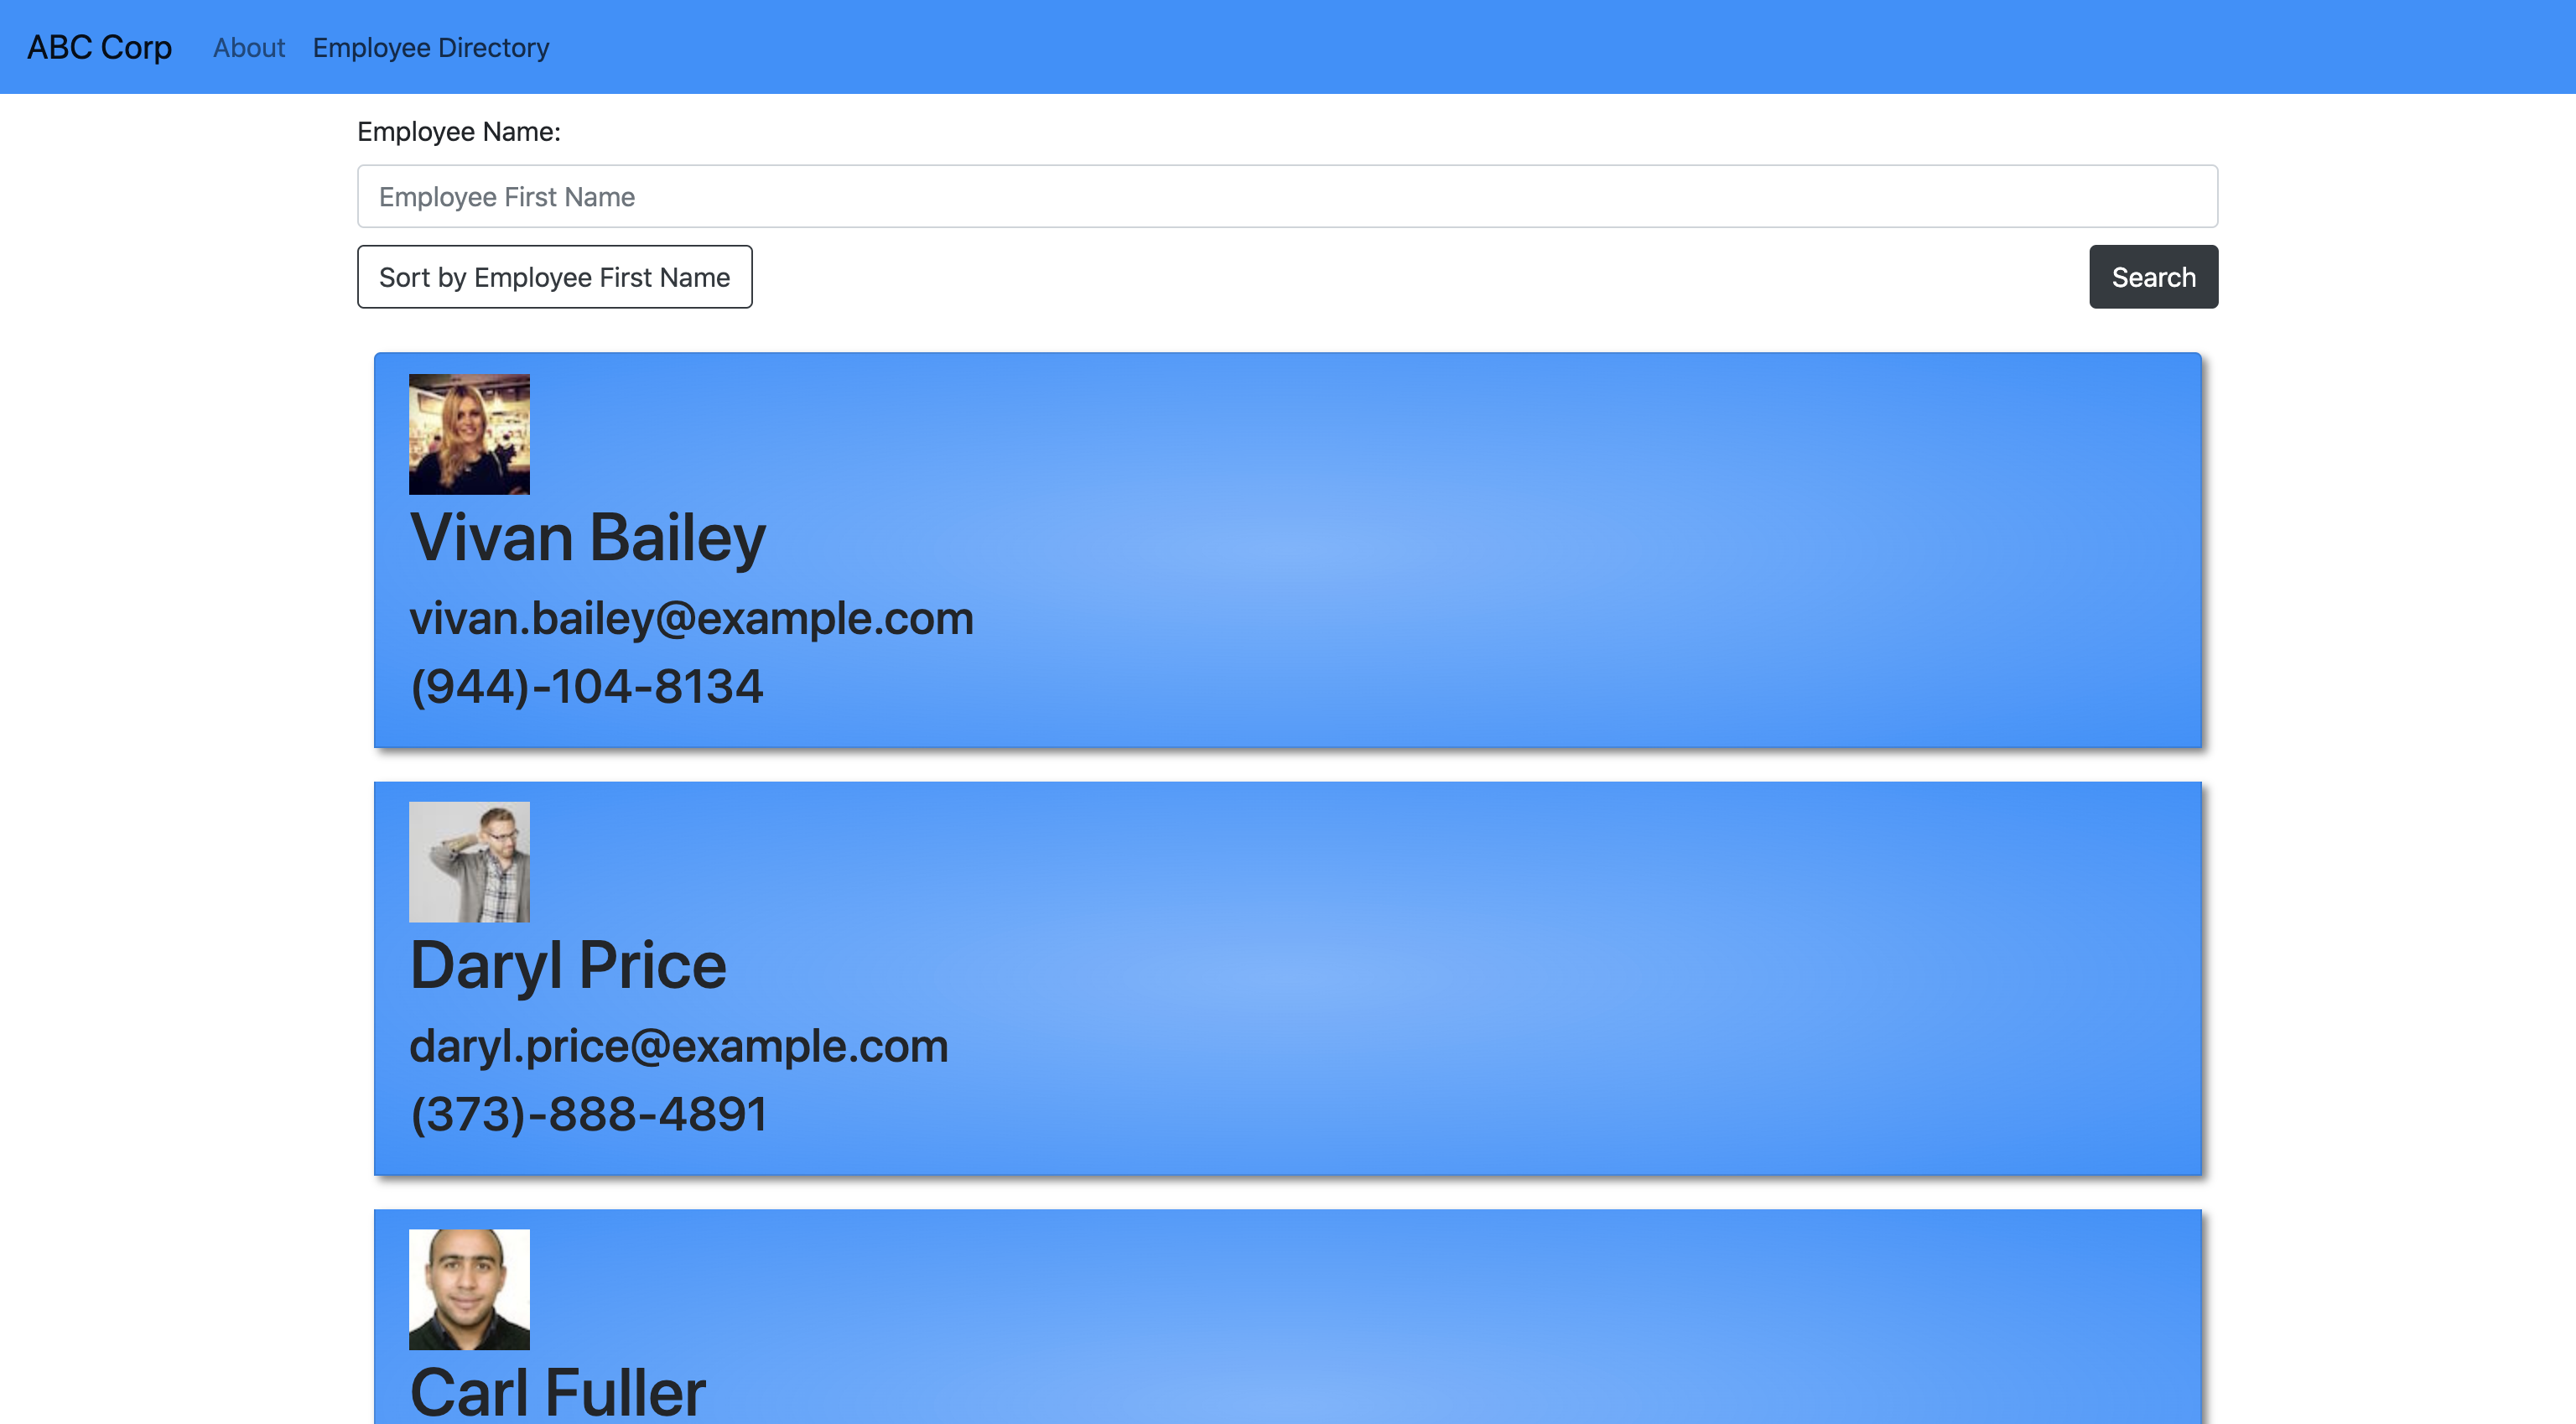 ABC Corp About Employee Directory
Employee Name:
Employee First Name
Sort by Employee First Name Search
Vivan Bailey
vivan.bailey@example.com
(944)-104-8134
Daryl Price
daryl.price@example.com
(373)-888-4891
Carl Fuller